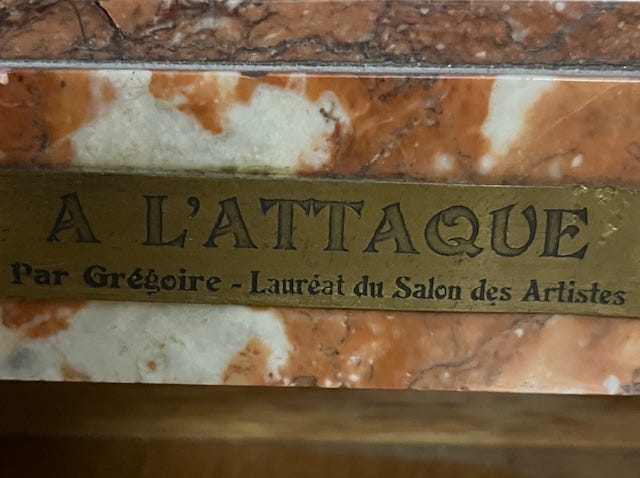 A L'ATTAQUE
Par Grégoire - Lauréat du Salon des Artistes